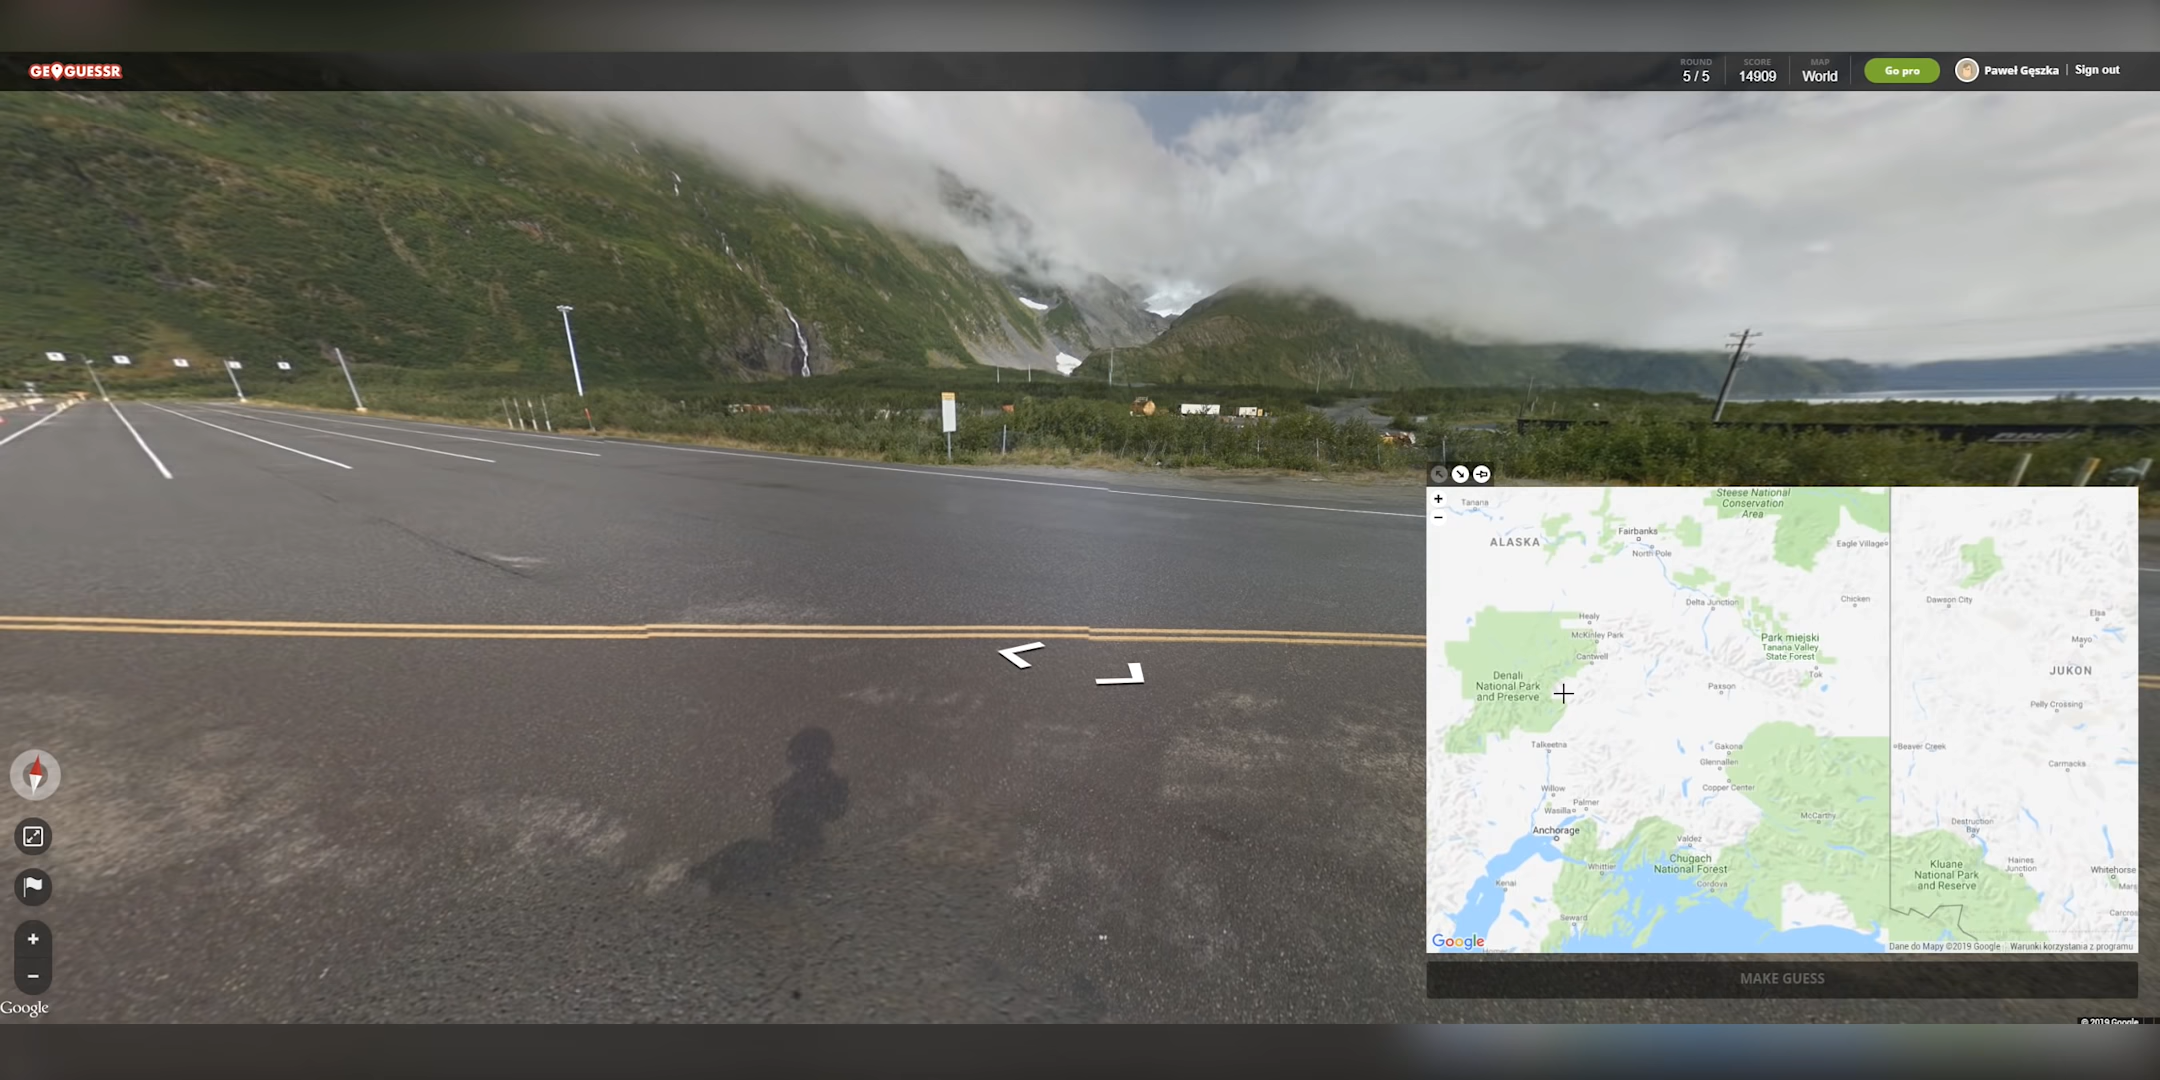 GEOGUESSR
ROUND
5 / 5
SCORE
14909
MAP
World
Go pro
Paweł Gęszka
Sign out
+
−
Tanana
Steese National
Conservation
Area
Fairbanks
North Pole
ALASKA
Eagle Village
Delta Junction
Chicken
Dawson City
Elsa
Healy
McKinley Park
Mayo
Park miejski
Tanana Valley
State Forest
Cantwell
JUKON
Denali
National Park
and Preserve
Tok
Paxson
Pelly Crossing
Talkeetna
Gakona
Beaver Creek
Glennallen
Carmacks
Willow
Copper Center
Palmer
Wasilla
McCarthy
Destruction
Bay
Anchorage
Valdez
Whittier
Chugach
National Forest
Haines
Junction
Kluane
National Park
and Reserve
Whitehorse
Kenai
Cordova
Mars
Seward
Carcros
Homer
Google
Dane do Mapy ©2019 Google
Warunki korzystania z programu
MAKE GUESS
+
−
Google
© 2019 Google